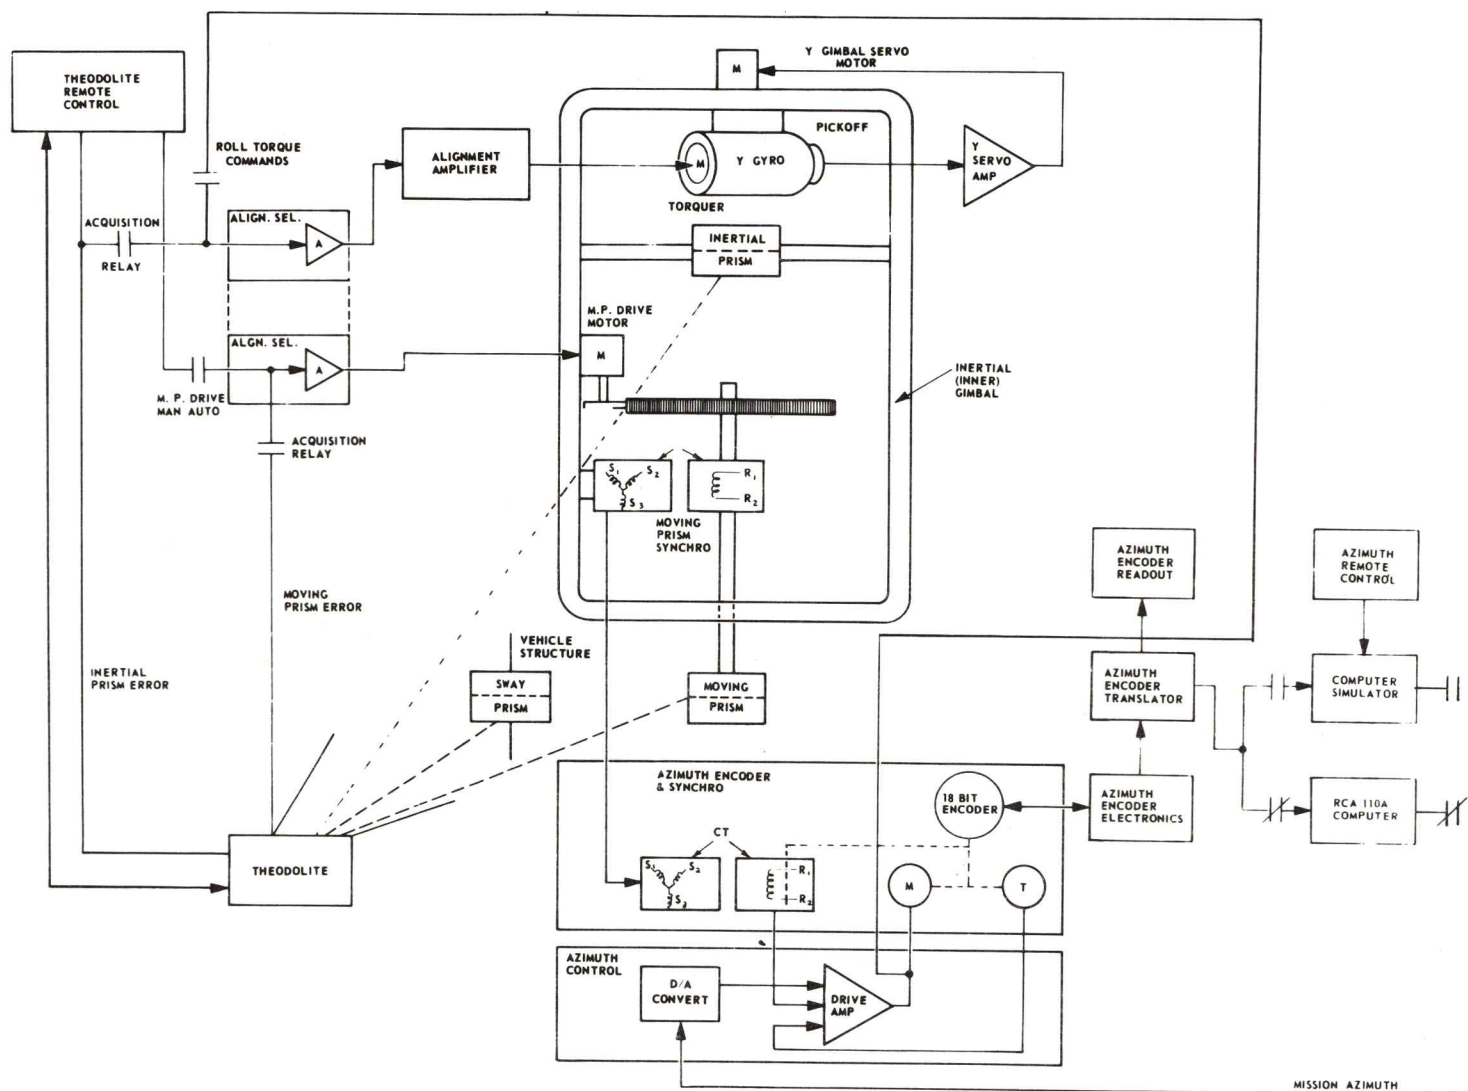 THEODOLITE
REMOTE
CONTROL
ROLL TORQUE
COMMANDS
ALIGNMENT
AMPLIFIER
Y GIMBAL SERVO
MOTOR
M
PICKOFF
M
Y GYRO
TORQUER
Y
SERVO
AMP
ACQUISITION
RELAY
ALIGN. SEL.
A
INERTIAL
PRISM
M.P. DRIVE
MOTOR
M
ALGN. SEL.
A
M. P. DRIVE
MAN AUTO
ACQUISITION
RELAY
INERTIAL
(INNER)
GIMBAL
S1
S2
S3
R1
R2
MOVING
PRISM
SYNCHRO
MOVING
PRISM ERROR
INERTIAL
PRISM ERROR
VEHICLE
STRUCTURE
SWAY
PRISM
MOVING
PRISM
AZIMUTH
ENCODER
READOUT
AZIMUTH
REMOTE
CONTROL
AZIMUTH
ENCODER
TRANSLATOR
COMPUTER
SIMULATOR
THEODOLITE
AZIMUTH ENCODER
& SYNCHRO
18 BIT
ENCODER
AZIMUTH
ENCODER
ELECTRONICS
RCA 110A
COMPUTER
CT
S1
S2
S3
R1
R2
M
T
AZIMUTH
CONTROL
D/A
CONVERT
DRIVE
AMP
MISSION AZIMUTH